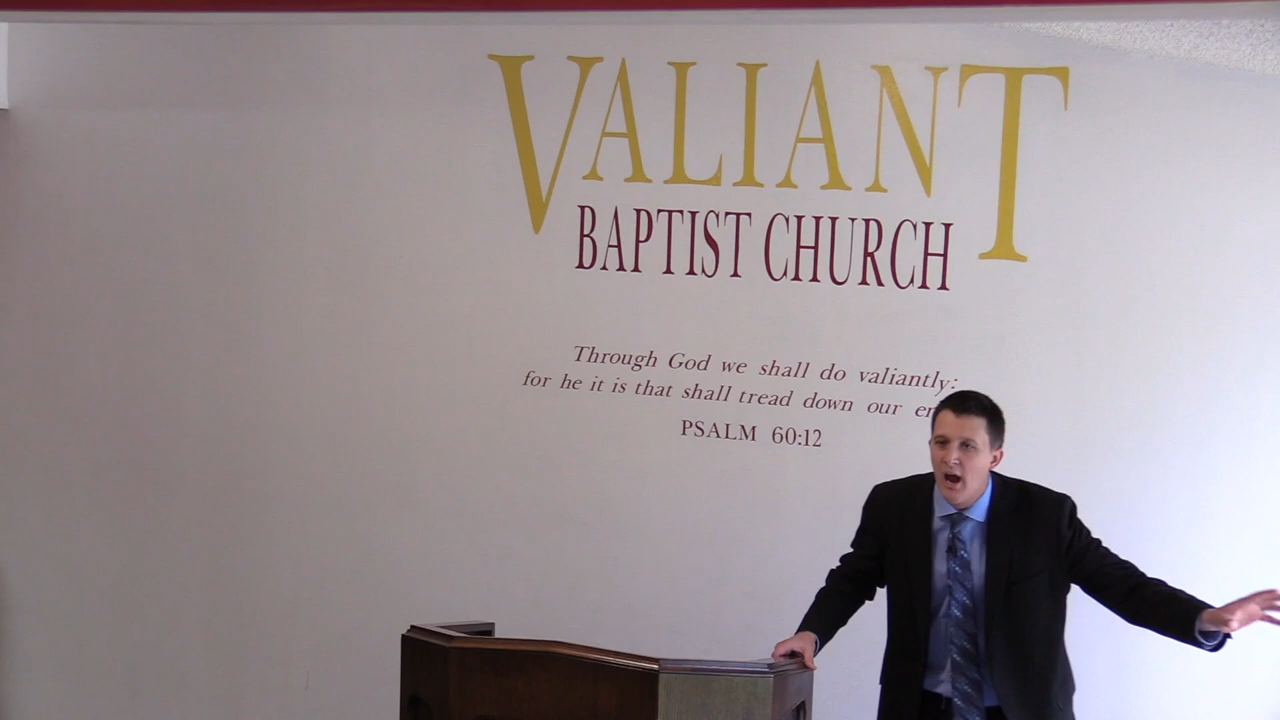 VALIANT
BAPTIST CHURCH
Through God we shall do valiantly:
for he it is that shall tread down our
PSALM 60:12